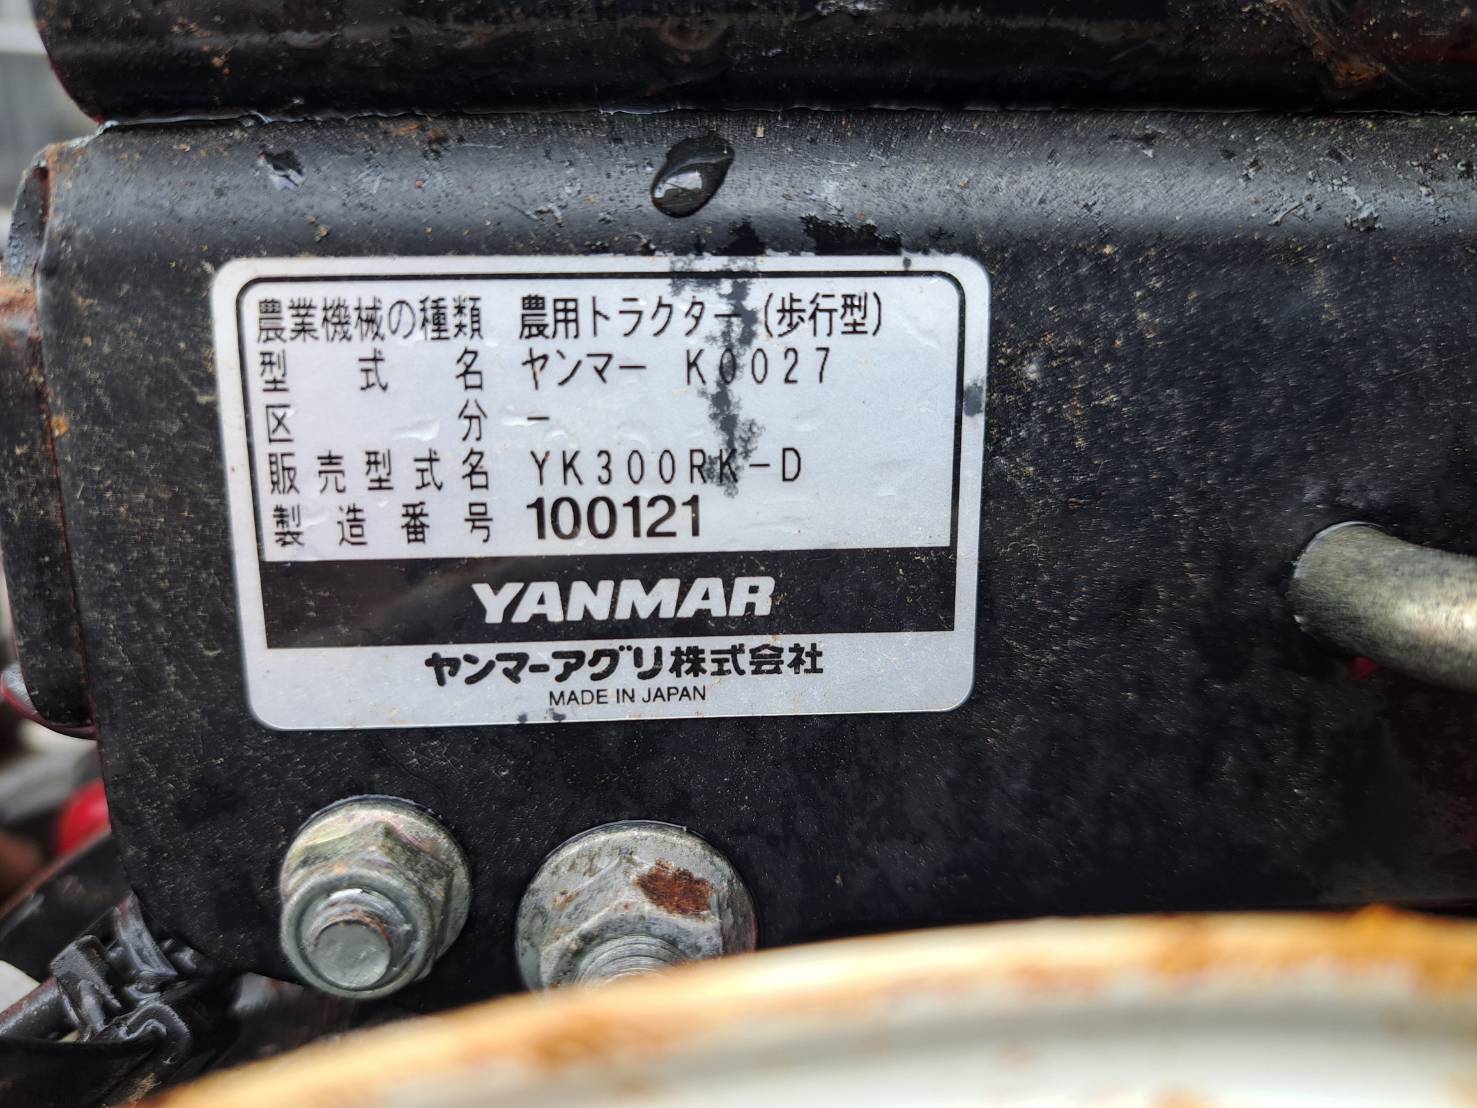 農業機械の種類 農用トラクター(歩行型)
型式名 ヤンマー K0027
区分 ー
販売型式名 YK300RK-D
製造番号 100121
YANMAR
ヤンマーアグリ株式会社
MADE IN JAPAN